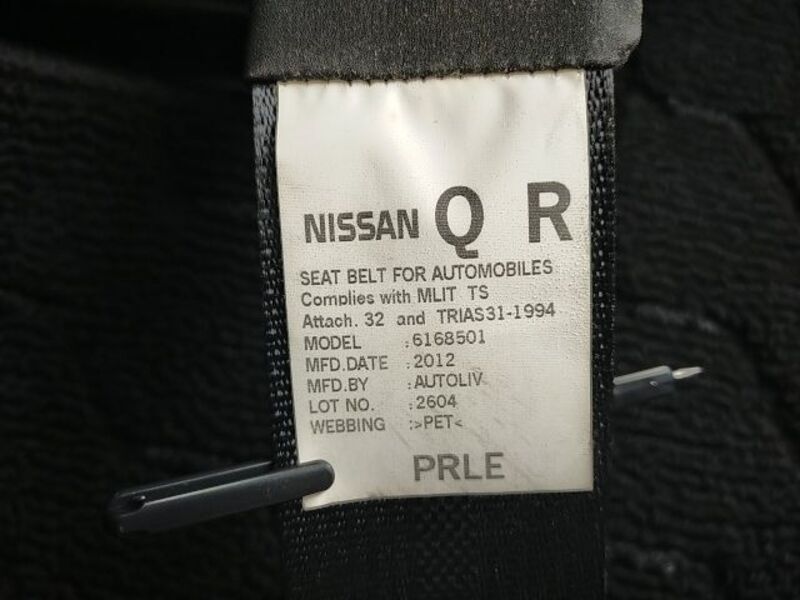 NISSAN Q R
SEAT BELT FOR AUTOMOBILES
Complies with MLIT TS
Attach. 32 and TRIAS31-1994
MODEL :6168501
MFD.DATE :2012
MFD.BY :AUTOLIV
LOT NO. :2604
WEBBING :>PET<
PRLE